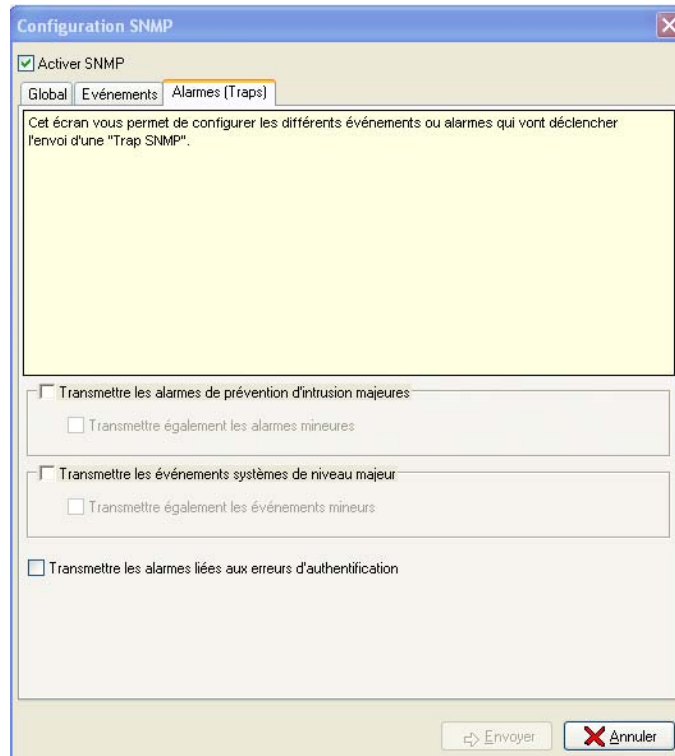 Configuration SNMP
Activer SNMP
Global Evénements Alarmes (Traps)
Cet écran vous permet de configurer les différents événements ou alarmes qui vont déclencher
l'envoi d'une "Trap SNMP".
Transmettre les alarmes de prévention d'intrusion majeures
Transmettre également les alarmes mineures
Transmettre les événements systèmes de niveau majeur
Transmettre également les événements mineurs
Transmettre les alarmes liées aux erreurs d'authentification
Envoyer Annuler